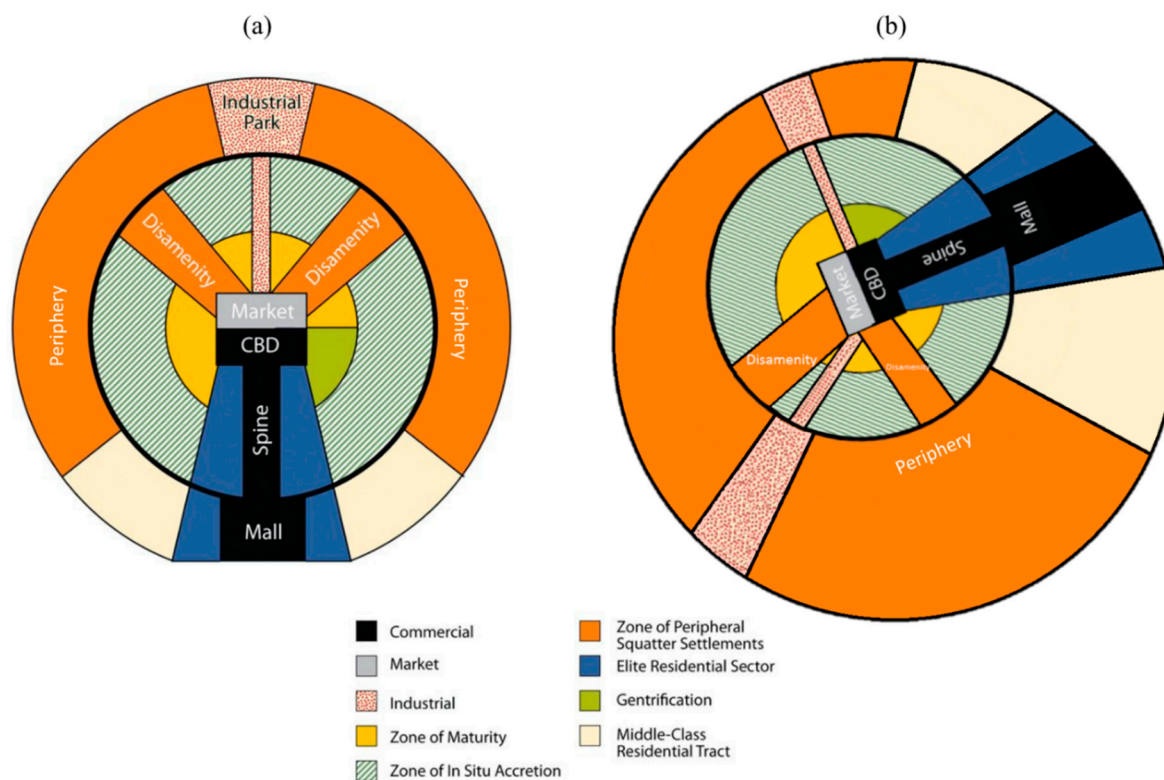 (a)
(b)
Industrial
Park
Disamenity
Disamenity
Periphery
Periphery
Market
CBD
Spine
Mall
Mall
Spine
CBD
Market
Disamenity
Disamenity
Periphery
Commercial
Market
Industrial
Zone of Maturity
Zone of In Situ Accretion
Zone of Peripheral
Squatter Settlements
Elite Residential Sector
Gentrification
Middle-Class
Residential Tract